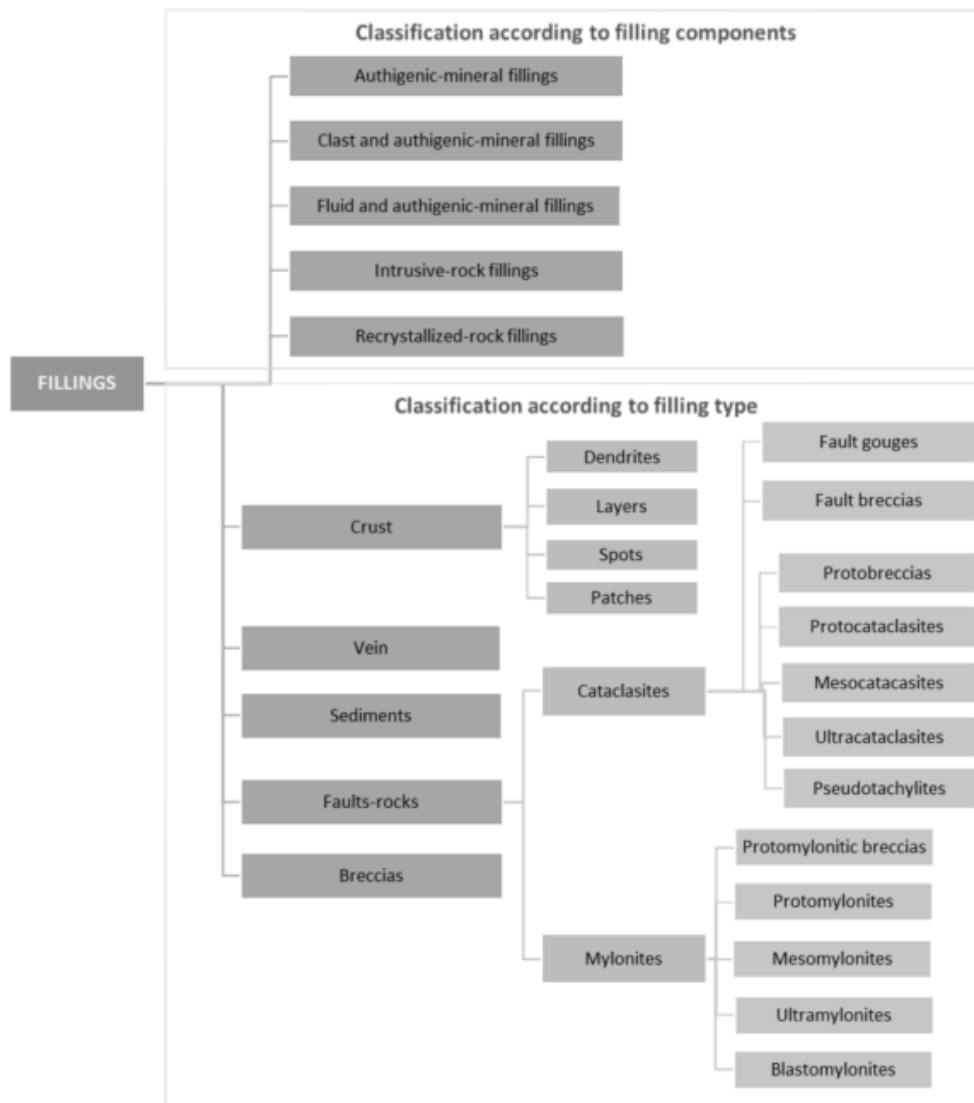 Classification according to filling components
Authigenic-mineral fillings
Clast and authigenic-mineral fillings
Fluid and authigenic-mineral fillings
Intrusive-rock fillings
Recrystallized-rock fillings
FILLINGS
Classification according to filling type
Crust
Dendrites
Layers
Spots
Patches
Vein
Sediments
Faults-rocks
Cataclasites
Fault gouges
Fault breccias
Protobreccias
Protocataclasites
Mesocatacasites
Ultracataclasites
Pseudotachylites
Mylonites
Protomylonitic breccias
Protomylonites
Mesomylonites
Ultramylonites
Blastomylonites
Breccias